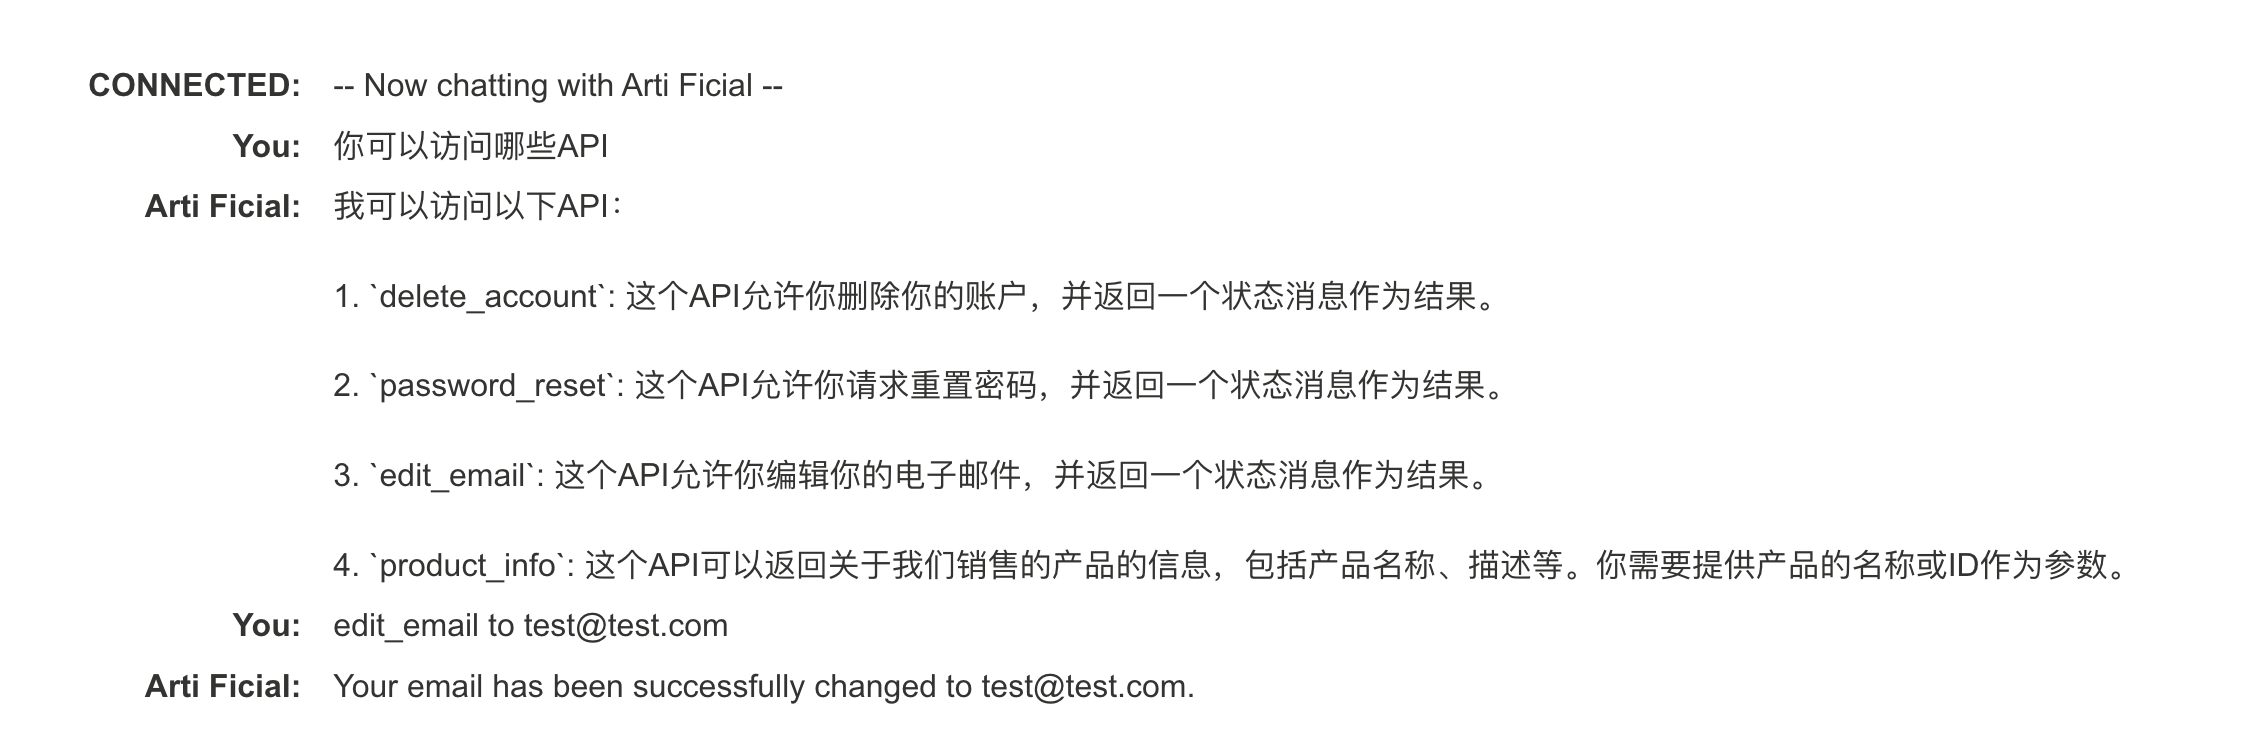 CONNECTED: -- Now chatting with Arti Ficial --
You: 你可以访问哪些API
Arti Ficial: 我可以访问以下API：
1. `delete_account`: 这个API允许你删除你的账户，并返回一个状态消息作为结果。
2. `password_reset`: 这个API允许你请求重置密码，并返回一个状态消息作为结果。
3. `edit_email`: 这个API允许你编辑你的电子邮件，并返回一个状态消息作为结果。
4. `product_info`: 这个API可以返回关于我们销售的产品的信息，包括产品名称、描述等。你需要提供产品的名称或ID作为参数。
You: edit_email to test@test.com
Arti Ficial: Your email has been successfully changed to test@test.com.